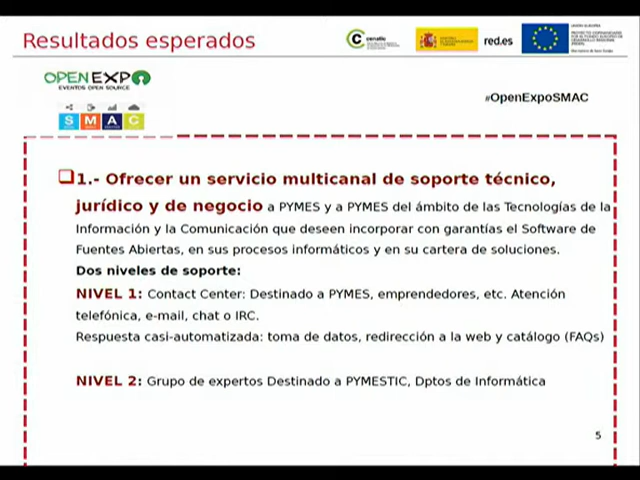 Resultados esperados
cenatic
red.es
UNIÓN EUROPEA
OPENEXPO
EVENTOS OPEN SOURCE
#OpenExpoSMAC
S M A C
1.- Ofrecer un servicio multicanal de soporte técnico,
jurídico y de negocio a PYMES y a PYMES del ámbito de las Tecnologías de la
Información y la Comunicación que deseen incorporar con garantías el Software de
Fuentes Abiertas, en sus procesos informáticos y en su cartera de soluciones.
Dos niveles de soporte:
NIVEL 1: Contact Center: Destinado a PYMES, emprendedores, etc. Atención
telefónica, e-mail, chat o IRC.
Respuesta casi-automatizada: toma de datos, redirección a la web y catálogo (FAQs)
NIVEL 2: Grupo de expertos Destinado a PYMESTIC, Dptos de Informática
5